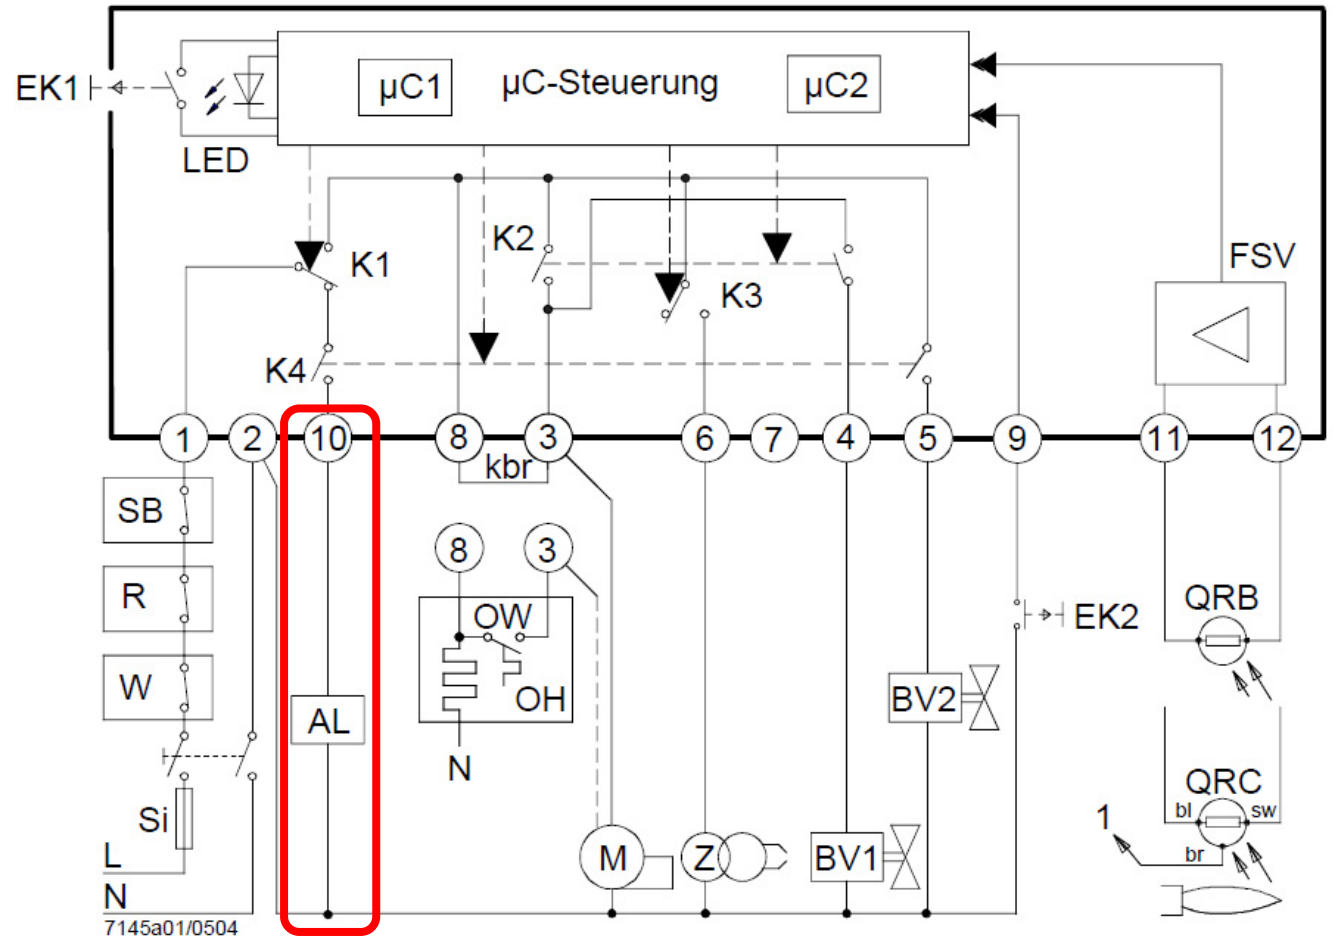 µC1 µC-Steuerung µC2
EK1
LED
K2
FSV
K1
K3
K4
1 2 10 8 3 6 7 4 5 9 11 12
kbr
SB
8 3
R
OW
QRB
EK2
W
OH
BV2
AL
N
QRC
Si
bl sw
1
L
M Z BV1
br
N
7145a01/0504